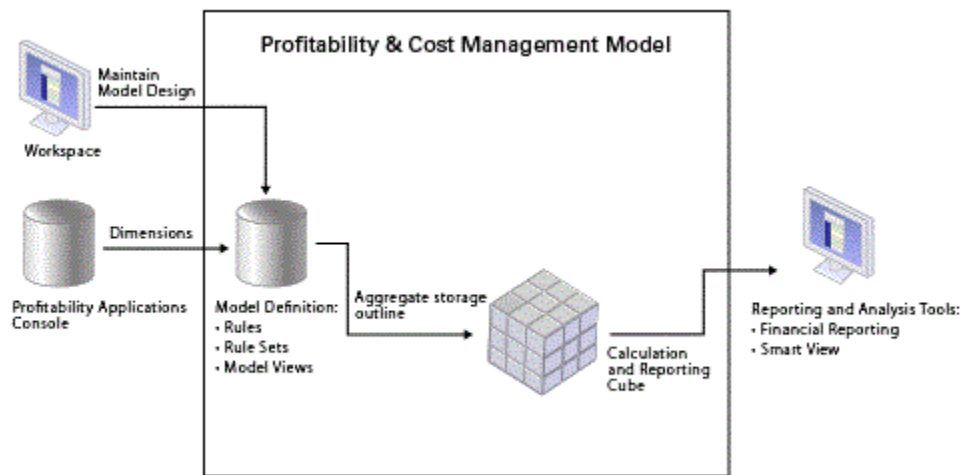 Profitability & Cost Management Model
Maintain
Model Design
Workspace
Dimensions
Profitability Applications
Console
Model Definition:
• Rules
• Rule Sets
• Model Views
Aggregate storage
outline
Calculation
and Reporting
Cube
Reporting and Analysis Tools:
• Financial Reporting
• Smart View